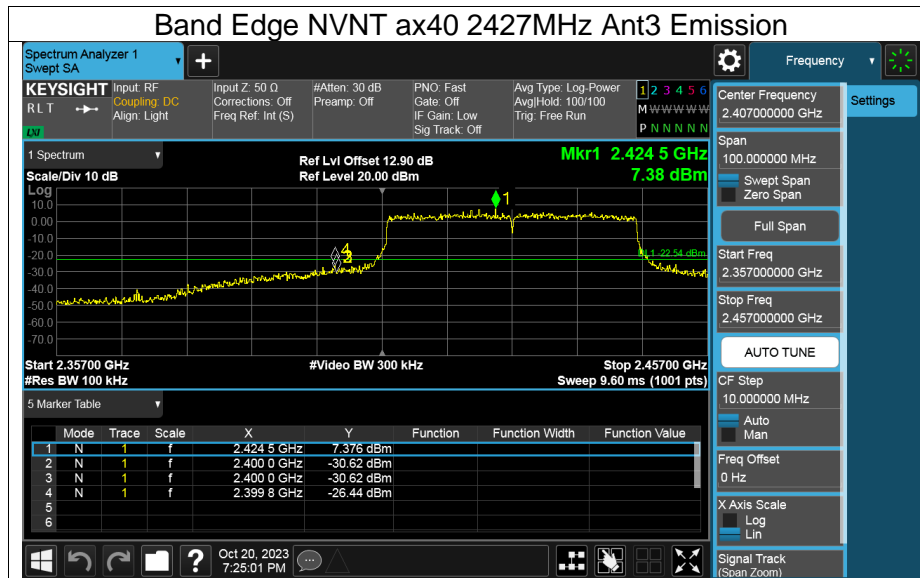 Band Edge NVNT ax40 2427MHz Ant3 Emission
Spectrum Analyzer 1
Swept SA
+
Frequency
KEYSIGHT
RLT
LXI
Input: RF
Coupling: DC
Align: Light
Input Z: 50 Ω
Corrections: Off
Freq Ref: Int (S)
#Atten: 30 dB
Preamp: Off
PNO: Fast
Gate: Off
IF Gain: Low
Sig Track: Off
Avg Type: Log-Power
Avg|Hold: 100/100
Trig: Free Run
1 2 3 4 5 6
M W W W W W
P N N N N N
1 Spectrum
Scale/Div 10 dB
Ref Lvl Offset 12.90 dB
Ref Level 20.00 dBm
Mkr1 2.424 5 GHz
7.38 dBm
Log
10.0
0.00
-10.0
-20.0
-30.0
-40.0
-50.0
-60.0
-70.0
1
DL1 -22.54 dBm
Start 2.35700 GHz
#Video BW 300 kHz
Stop 2.45700 GHz
#Res BW 100 kHz
Sweep 9.60 ms (1001 pts)
5 Marker Table
Mode Trace Scale X Y Function Function Width Function Value
1 N 1 f 2.424 5 GHz 7.376 dBm
2 N 1 f 2.400 0 GHz -30.62 dBm
3 N 1 f 2.400 0 GHz -30.62 dBm
4 N 1 f 2.399 8 GHz -26.44 dBm
5
6
?
Oct 20, 2023
7:25:01 PM
Center Frequency
2.407000000 GHz
Settings
Span
100.000000 MHz
Swept Span
Zero Span
Full Span
Start Freq
2.357000000 GHz
Stop Freq
2.457000000 GHz
AUTO TUNE
CF Step
10.000000 MHz
Auto
Man
Freq Offset
0 Hz
X Axis Scale
Log
Lin
Signal Track
(Span Zoom)